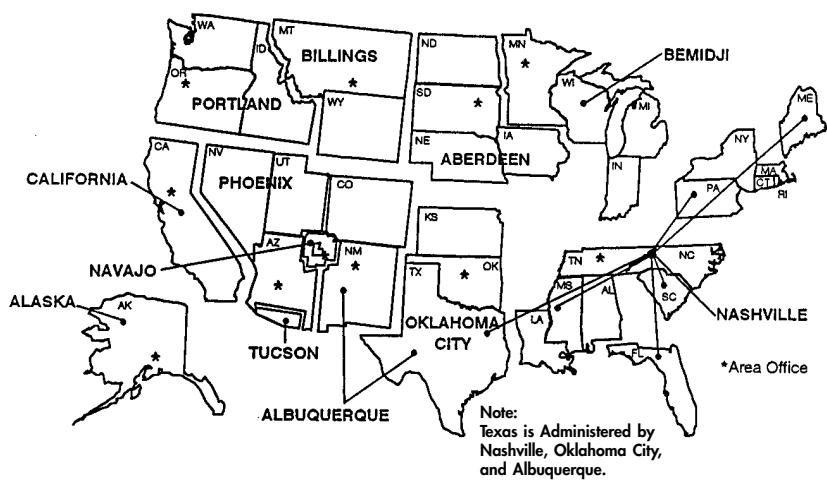 WA
MT
ID
BILLINGS
ND
MN
BEMIDJI
OR
PORTLAND
WY
SD
WI
MI
ME
NE
IA
ABERDEEN
NY
MA
CT
RI
PA
IN
CA
NV
UT
PHOENIX
CO
CALIFORNIA
KS
AZ
NM
NAVAJO
TX
OK
TN
NC
MS
AL
SC
LA
ALASKA
AK
OKLAHOMA
CITY
NASHVILLE
TUCSON
FL
*Area Office
ALBUQUERQUE
Note:
Texas is Administered by
Nashville, Oklahoma City,
and Albuquerque.